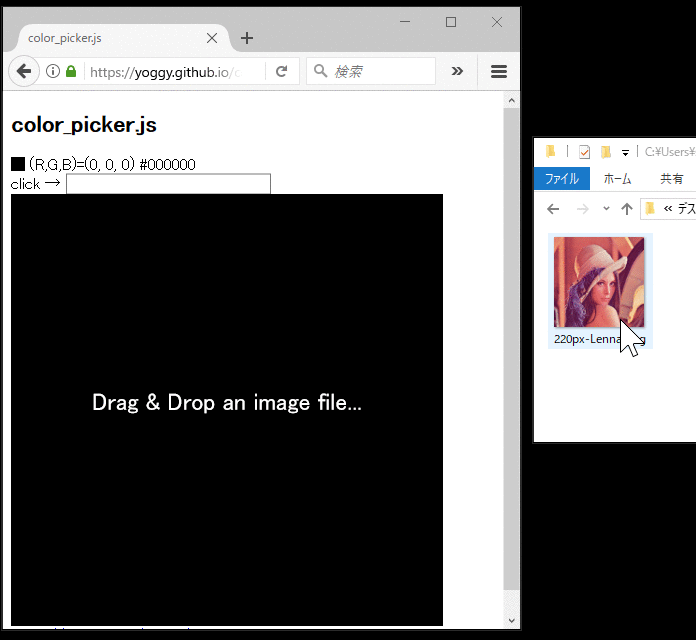 color_picker.js
https://yoggy.github.io/
検索
color_picker.js
(R,G,B)=(0, 0, 0) #000000
click →
Drag & Drop an image file...
C:¥Users¥
ファイル ホーム 共有
« デス
220px-Lenna